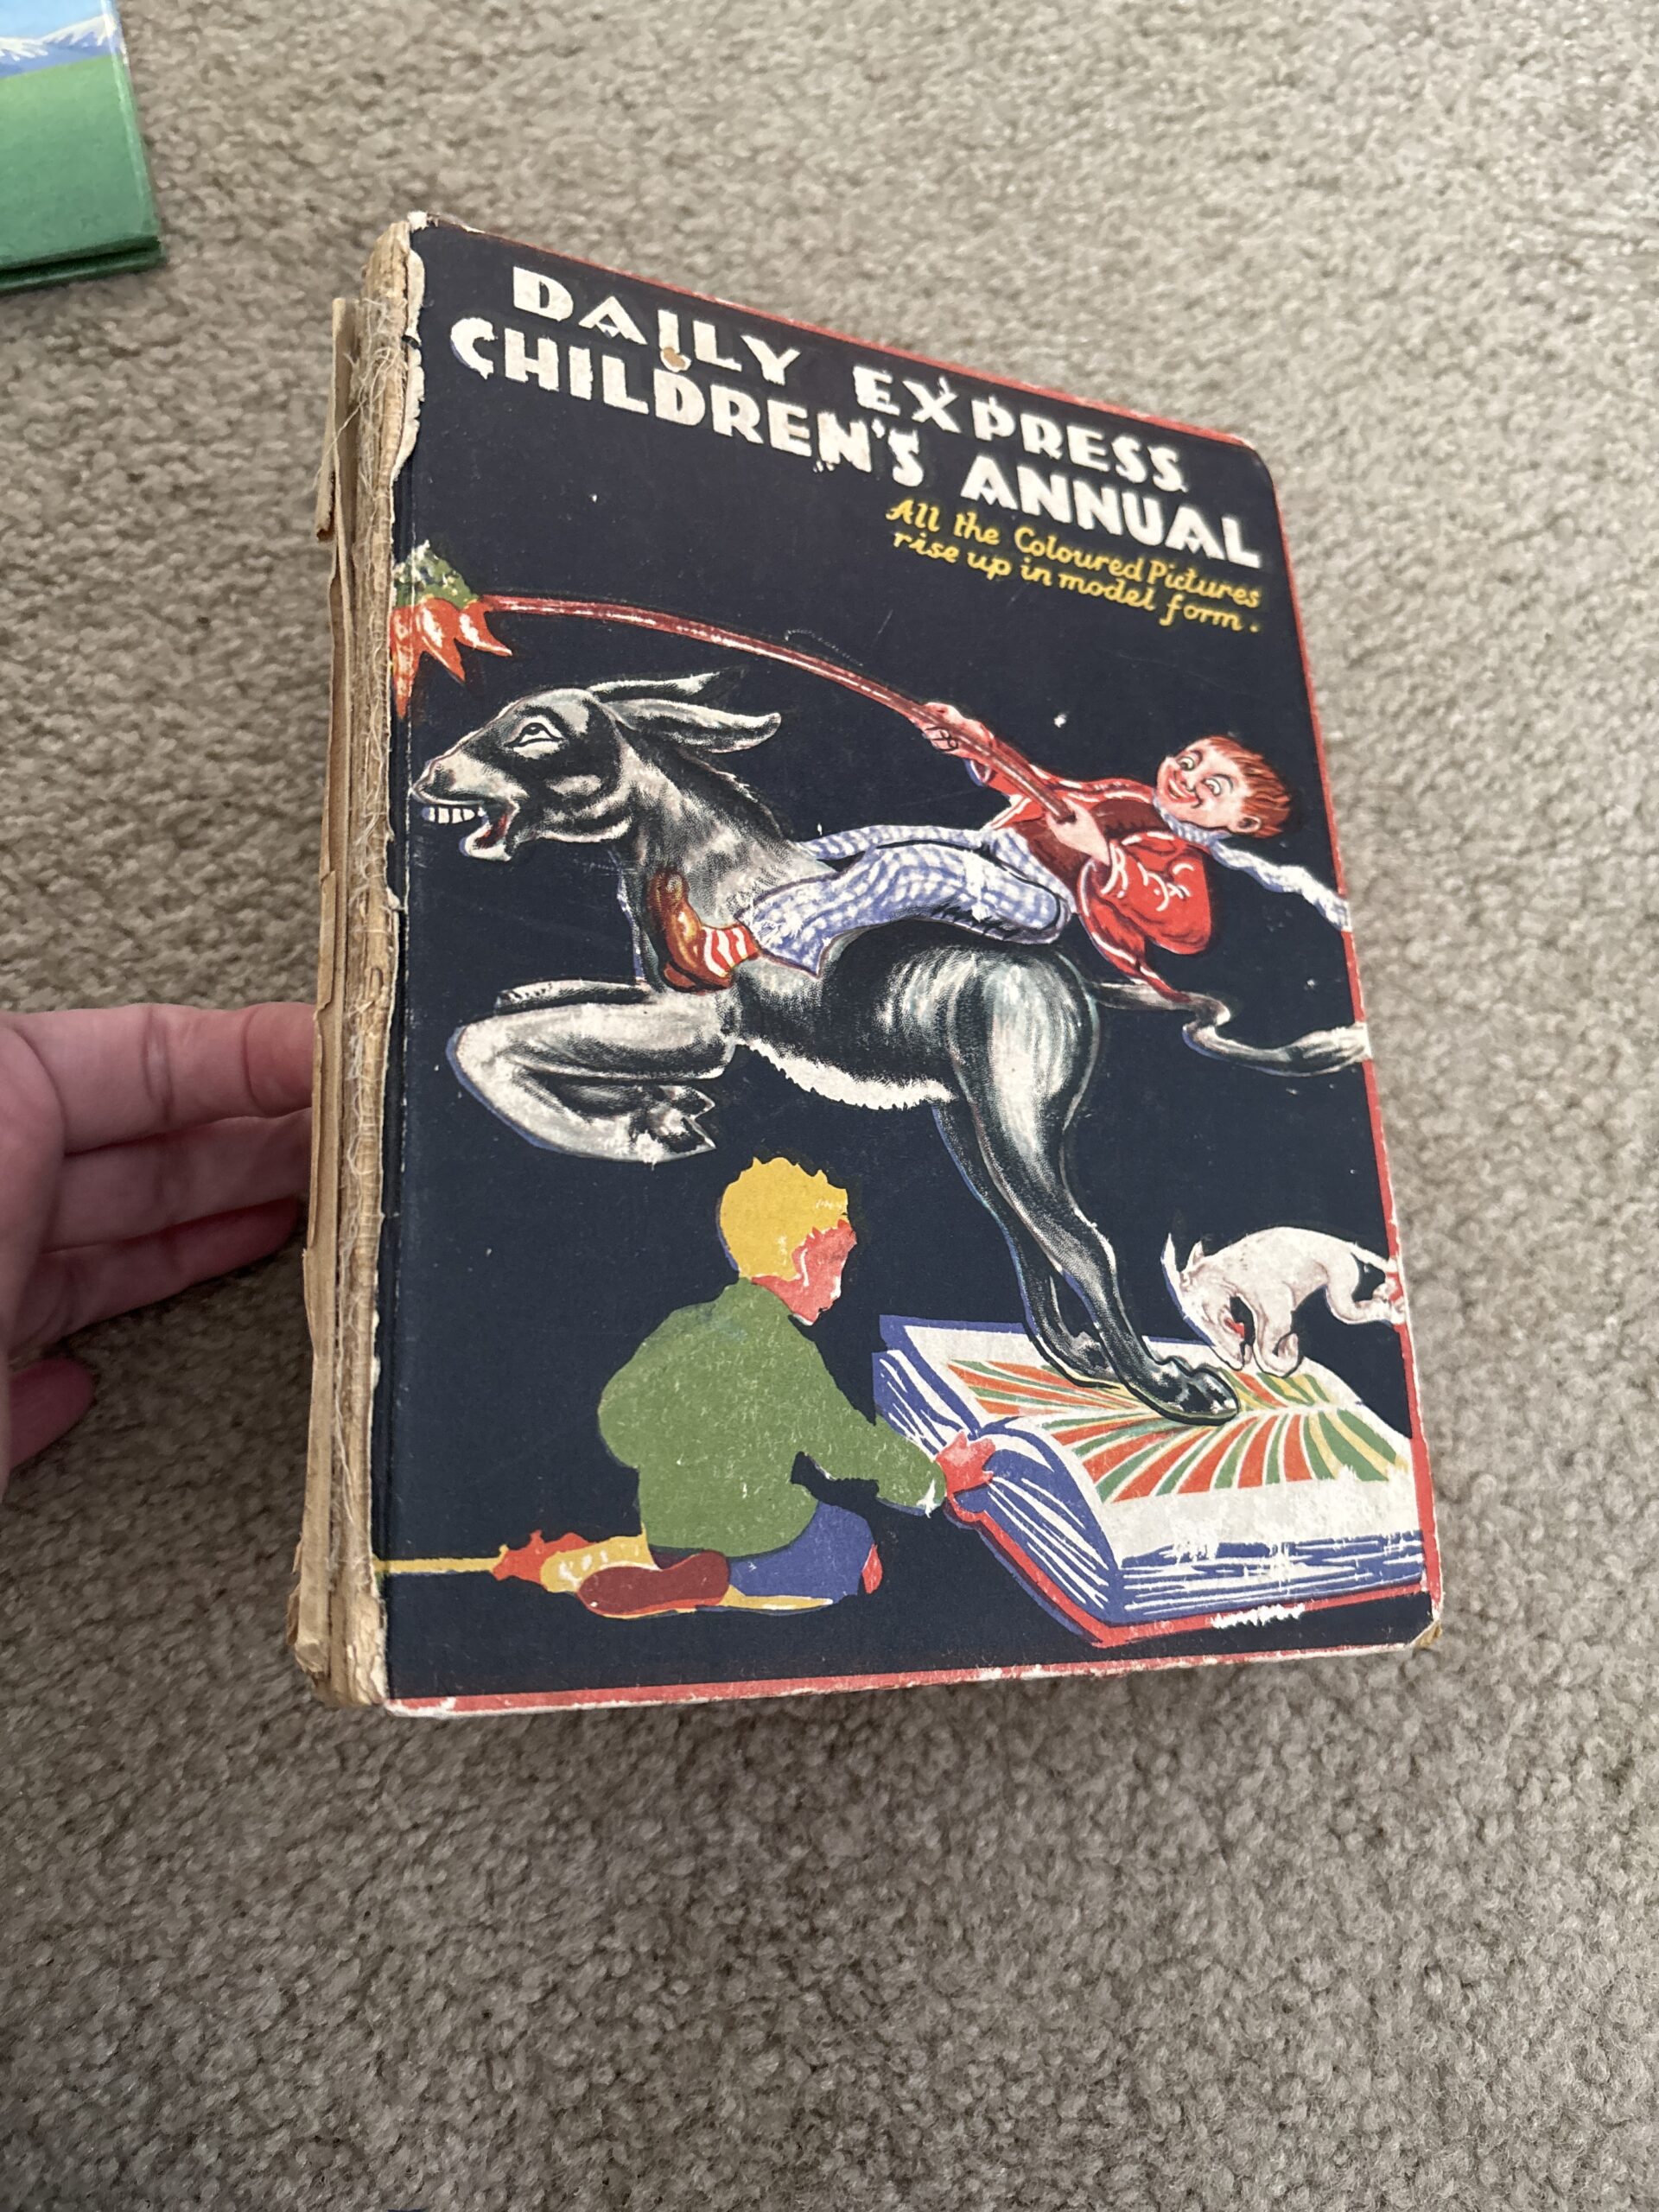 DAILY EXPRESS
CHILDREN'S ANNUAL
All the Coloured Pictures
rise up in model form.